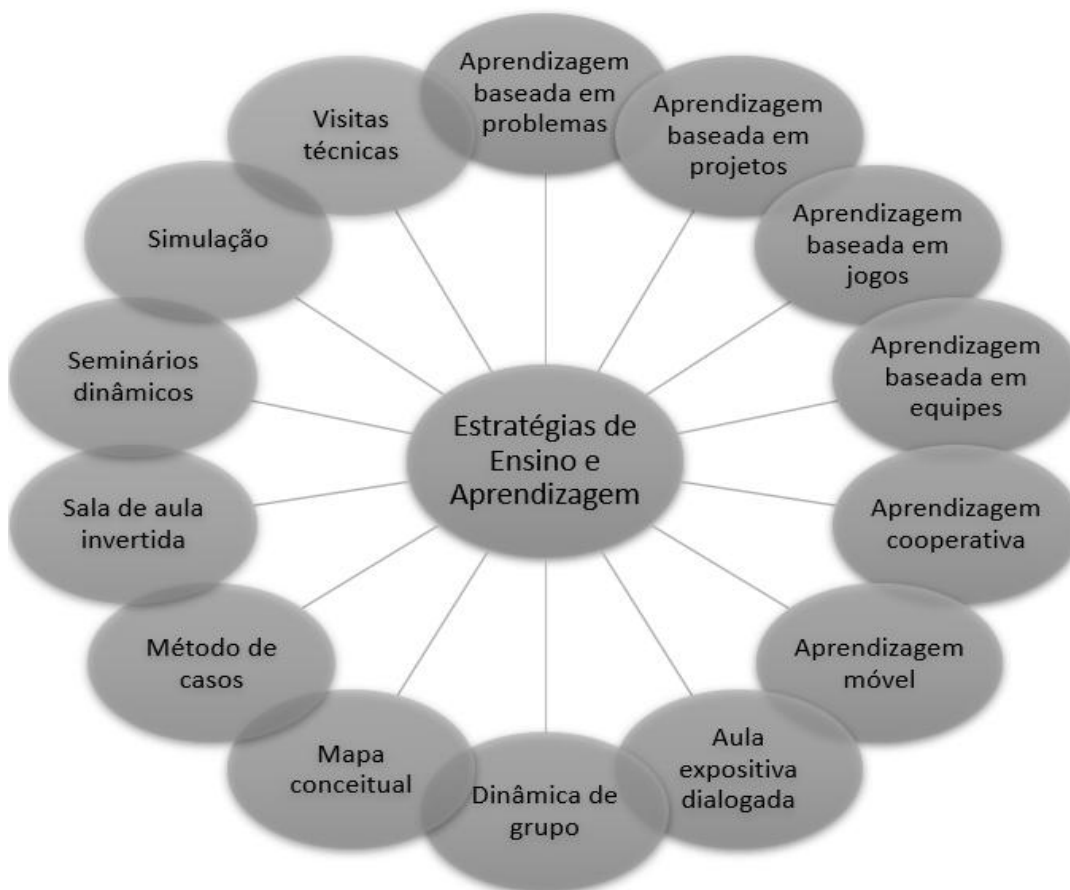 Aprendizagem
baseada em
problemas
Aprendizagem
baseada em
projetos
Aprendizagem
baseada em
jogos
Aprendizagem
baseada em
equipes
Aprendizagem
cooperativa
Aprendizagem
móvel
Aula
expositiva
dialogada
Dinâmica de
grupo
Mapa
conceitual
Método de
casos
Sala de aula
invertida
Seminários
dinâmicos
Simulação
Visitas
técnicas
Estratégias de
Ensino e
Aprendizagem